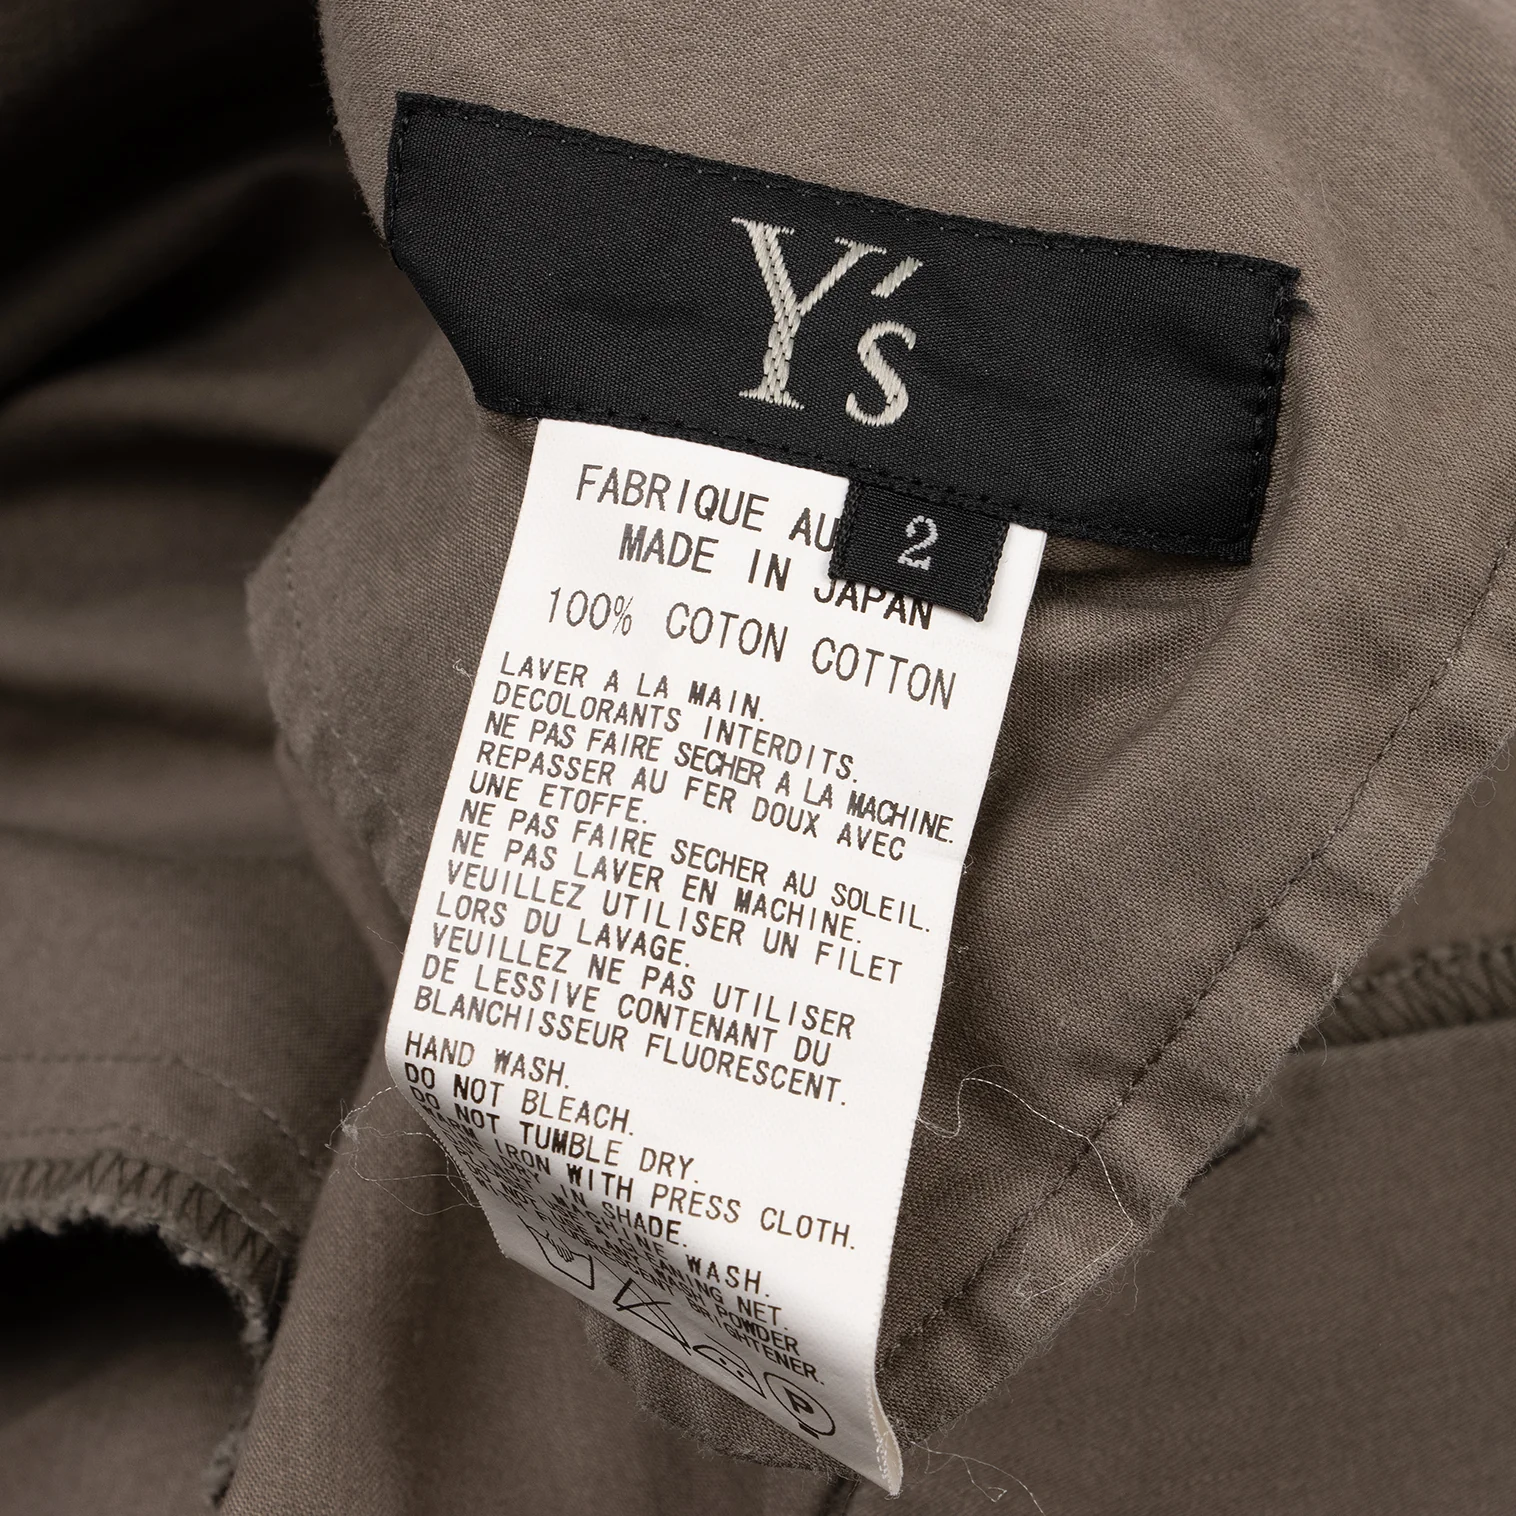 Y's
2
FABRIQUE AU
MADE IN JAPAN
100% COTON COTTON
LAVER A LA MAIN.
DECOLORANTS INTERDITS.
NE PAS FAIRE SECHER A LA MACHINE.
REPASSER AU FER DOUX AVEC
UNE ETOFFE.
NE PAS FAIRE SECHER AU SOLEIL.
NE PAS LAVER EN MACHINE.
VEUILLEZ UTILISER UN FILET
LORS DU LAVAGE.
VEUILLEZ NE PAS UTILISER
DE LESSIVE CONTENANT DU
BLANCHISSEUR FLUORESCENT.
HAND WASH.
DO NOT BLEACH.
DO NOT TUMBLE DRY.
IRON WITH PRESS CLOTH.
DRY IN SHADE.
MACHINE WASH.
CLEANING NET.
POWDER
BRIGHTENER.
P